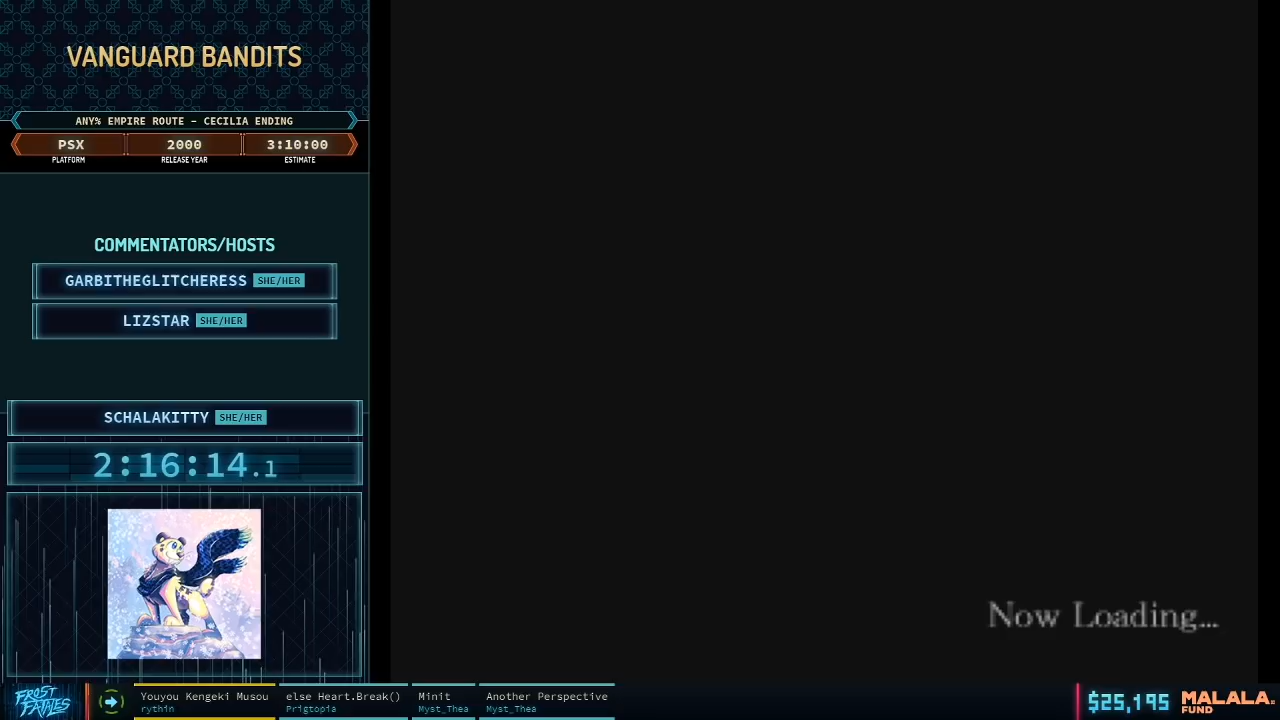 VANGUARD BANDITS
ANY% EMPIRE ROUTE – CECILIA ENDING
PSX 2000 3:10:00
PLATFORM RELEASE YEAR ESTIMATE
COMMENTATORS/HOSTS
GARBITHEGLITCHERESS SHE/HER
LIZSTAR SHE/HER
SCHALAKITTY SHE/HER
2:16:14.1
Now Loading...
FROST FATALES
Youyou Kengeki Musou
rythin
else Heart.Break()
Prigtopia
Minit
Myst_Thea
Another Perspective
Myst_Thea
$25,195
MALALA.
FUND